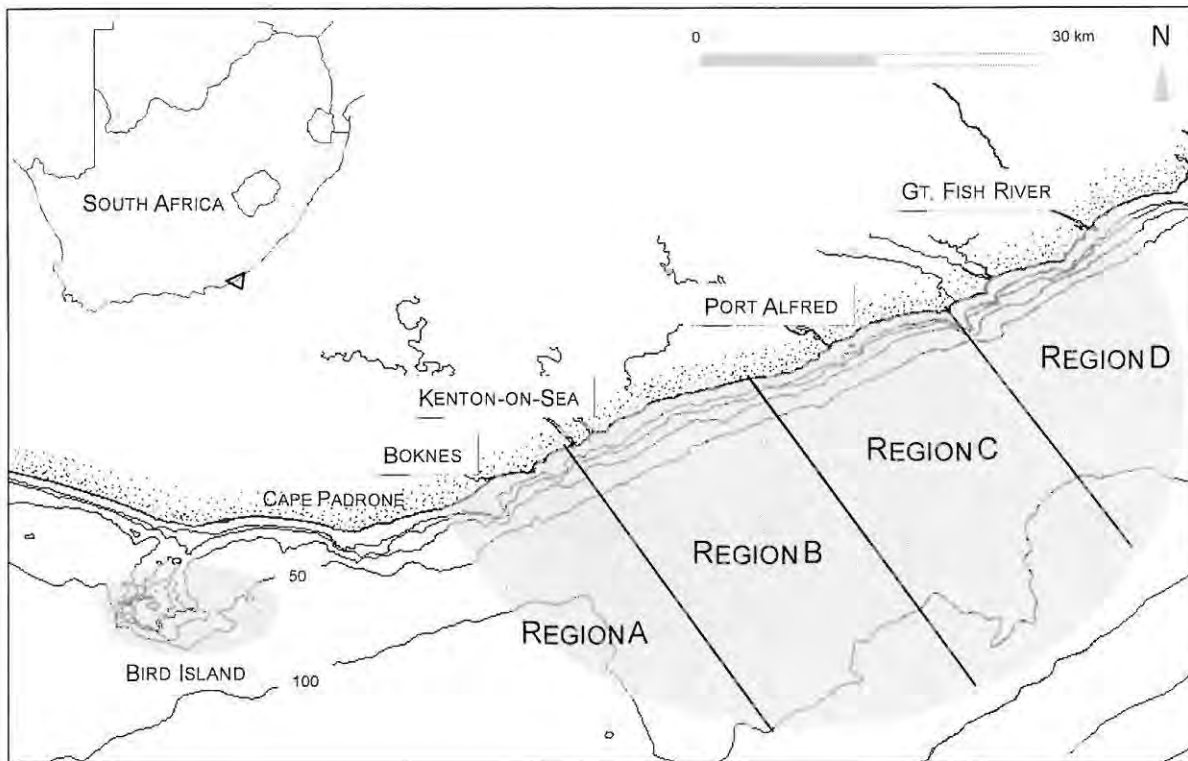 0 30 km N
SOUTH AFRICA
GT. FISH RIVER
PORT ALFRED
REGION D
KENTON-ON-SEA
REGION C
BOKNES
CAPE PADRONE
REGION B
50
REGION A
BIRD ISLAND
100